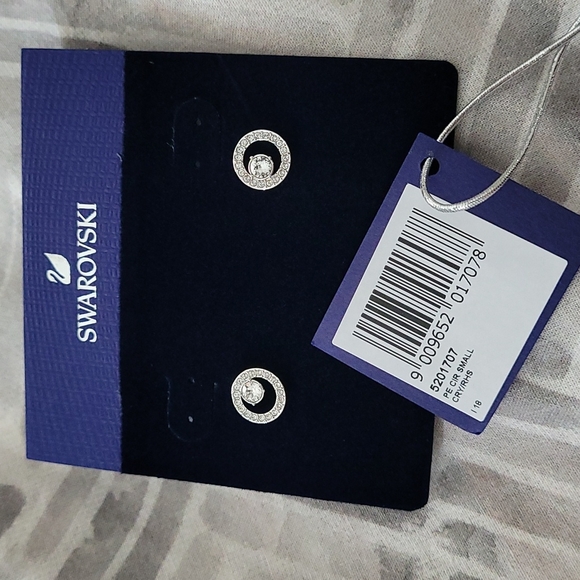 SWAROVSKI
9 009652 017078
5201707
PE CIR SMALL
CRY/RHS
I 18